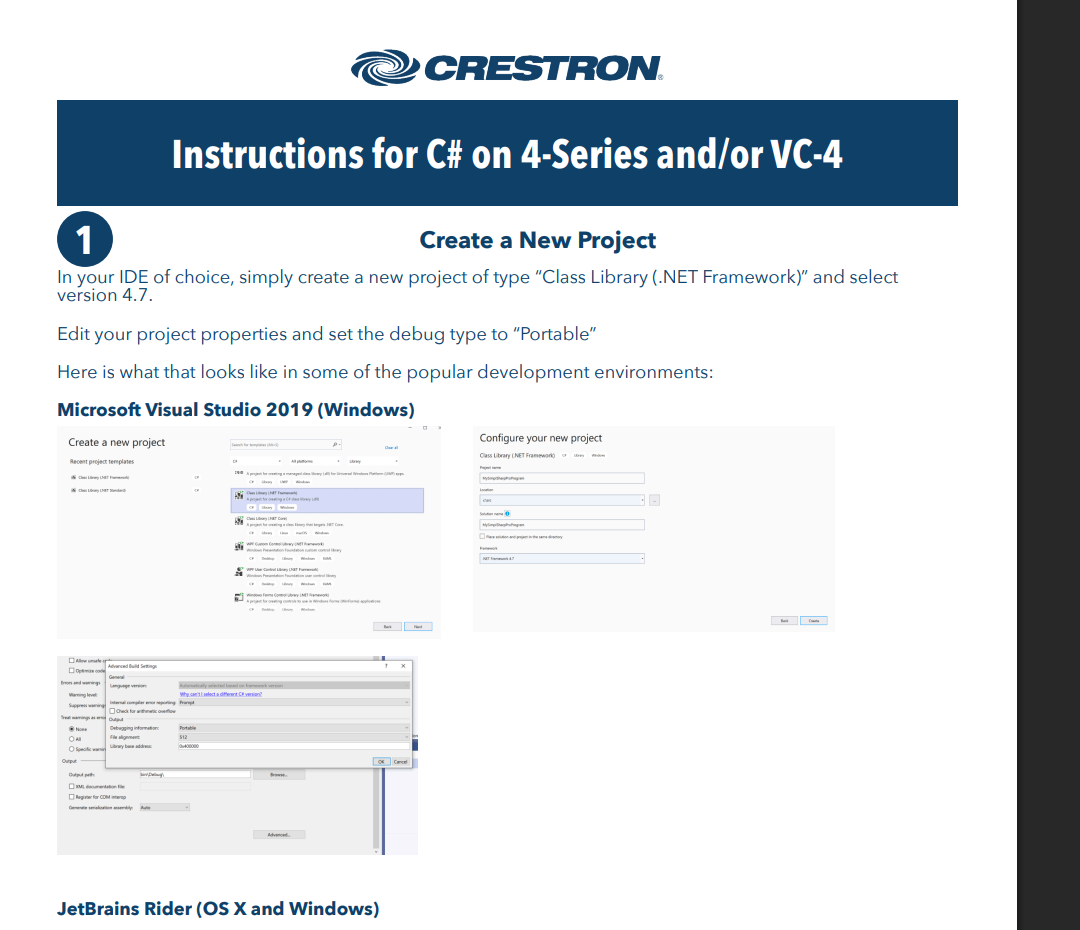 CRESTRON®
Instructions for C# on 4-Series and/or VC-4
1
Create a New Project
In your IDE of choice, simply create a new project of type “Class Library (.NET Framework)” and select
version 4.7.
Edit your project properties and set the debug type to “Portable”
Here is what that looks like in some of the popular development environments:
Microsoft Visual Studio 2019 (Windows)
Create a new project
Recent project templates
Class Library (.NET Framework) C#
Class Library (.NET Standard) C#
Search for templates (Alt+S)
Clear all
C# All platforms Library
A project for creating a managed class library (.dll) for Universal Windows Platform (UWP) apps.
C# Library UWP Windows
Class Library (.NET Framework)
A project for creating a C# class library (.dll)
C# Library Windows
Class Library (.NET Core)
A project for creating a class library that targets .NET Core.
C# Library Linux macOS Windows
WPF Custom Control Library (.NET Framework)
Windows Presentation Foundation custom control library
C# Desktop Library Windows XAML
WPF User Control Library (.NET Framework)
Windows Presentation Foundation user control library
C# Desktop Library Windows XAML
Windows Forms Control Library (.NET Framework)
A project for creating controls to use in Windows Forms (WinForms) applications
C# Desktop Library Windows
Back Next
Configure your new project
Class Library (.NET Framework) C# Library Windows
Project name
MySimplSharpProProgram
Location
Solution name
MySimplSharpProProgram
Place solution and project in the same directory
Framework
.NET Framework 4.7
Back Create
Allow unsafe
Optimize code
Errors and warnings
Warning level:
Suppress warnings
Treat warnings as
None
All
Specific
Output
Output path: bin\Debug\ Browse...
XML documentation file:
Register for COM interop
Generate serialization assembly: Auto
Advanced...
Advanced Build Settings ? ×
General
Language version: Automatically selected based on framework version
Why can't I select a different C# version?
Internal compiler error reporting: Prompt
Check for arithmetic overflow
Output
Debugging information: Portable
File alignment: 512
Library base address: 0x400000
OK Cancel
JetBrains Rider (OS X and Windows)